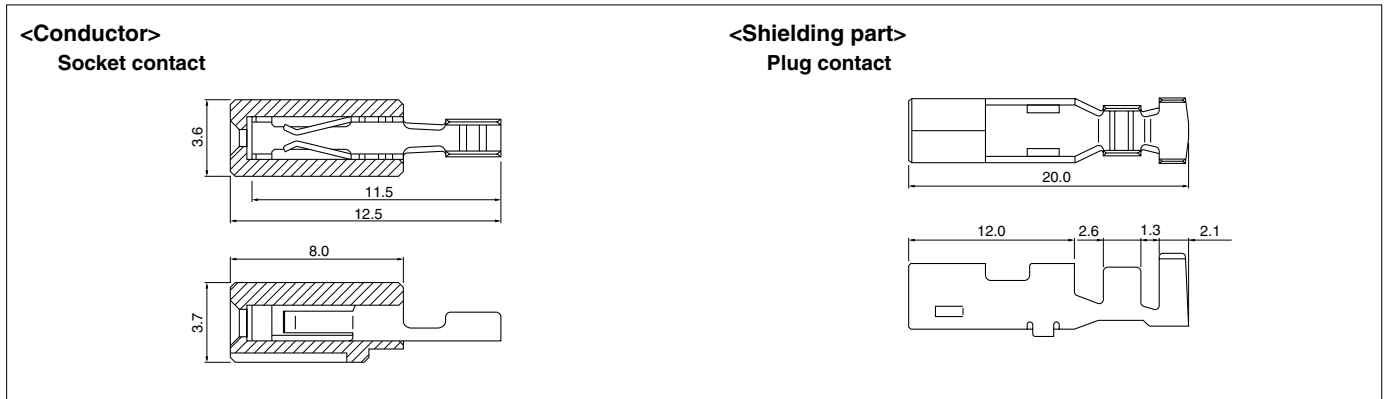 <Conductor>
Socket contact
3.6
11.5
12.5
8.0
3.7
<Shielding part>
Plug contact
20.0
12.0 2.6 1.3 2.1